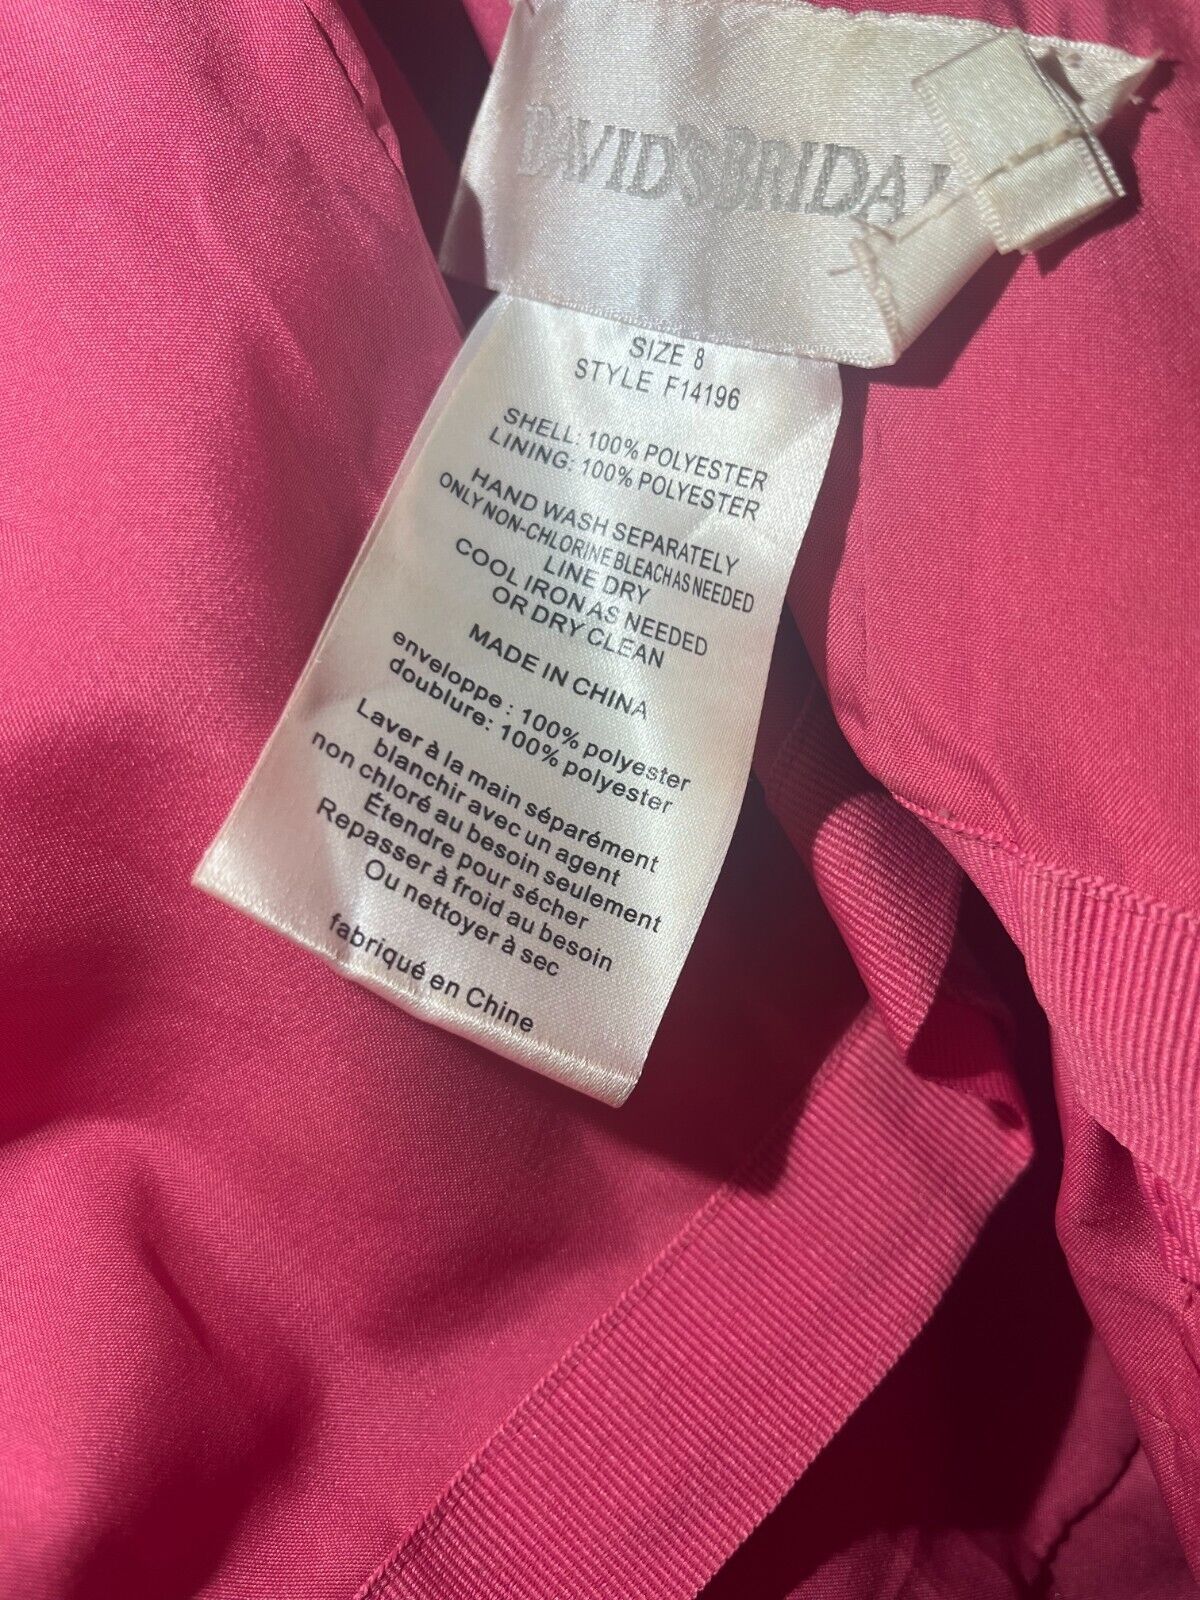 DAVID'S BRIDAL
SIZE 8
STYLE F14196
SHELL: 100% POLYESTER
LINING: 100% POLYESTER
HAND WASH SEPARATELY
ONLY NON-CHLORINE BLEACH AS NEEDED
LINE DRY
COOL IRON AS NEEDED
OR DRY CLEAN
MADE IN CHINA
enveloppe : 100% polyester
doublure: 100% polyester
Laver à la main séparément
blanchir avec un agent
non chloré au besoin seulement
Étendre pour sécher
Repasser à froid au besoin
Ou nettoyer à sec
fabriqué en Chine